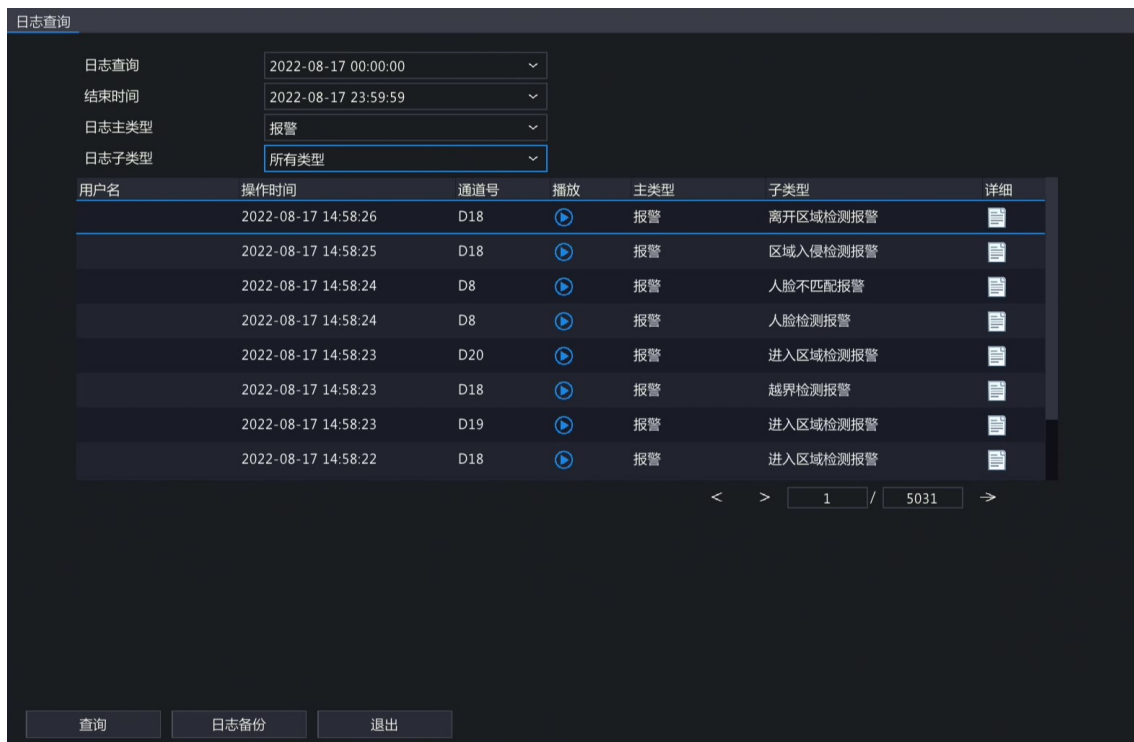 日志查询
日志查询 2022-08-17 00:00:00
结束时间 2022-08-17 23:59:59
日志主类型 报警
日志子类型 所有类型
用户名 操作时间 通道号 播放 主类型 子类型 详细
2022-08-17 14:58:26 D18 报警 离开区域检测报警
2022-08-17 14:58:25 D18 报警 区域入侵检测报警
2022-08-17 14:58:24 D8 报警 人脸不匹配报警
2022-08-17 14:58:24 D8 报警 人脸检测报警
2022-08-17 14:58:23 D20 报警 进入区域检测报警
2022-08-17 14:58:23 D18 报警 越界检测报警
2022-08-17 14:58:23 D19 报警 进入区域检测报警
2022-08-17 14:58:22 D18 报警 进入区域检测报警
< > 1 / 5031 →
查询 日志备份 退出